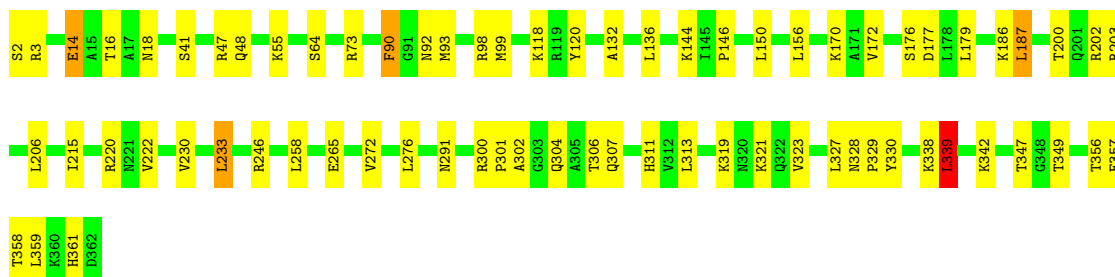 S2 R3 E14 A15 T16 A17 N18 S41 R47 Q48 K55 S64 R73 F90 G91 N92 M93 R98 M99 K118 R119 Y120 A132 L136 K144 I145 P146 L150 L156 K170 A171 V172 S176 D177 L178 L179 K186 L187 T200 Q201 R202
L206 I215 R220 N221 V222 V230 L233 R246 L258 E265 V272 L276 N291 R300 P301 A302 G303 Q304 A305 T306 Q307 H311 V312 L313 K319 N320 K321 Q322 V323 L327 N328 P329 Y330 K338 L339 K342 T347 G348 T349 T356
T358 L359 K360 H361 D362